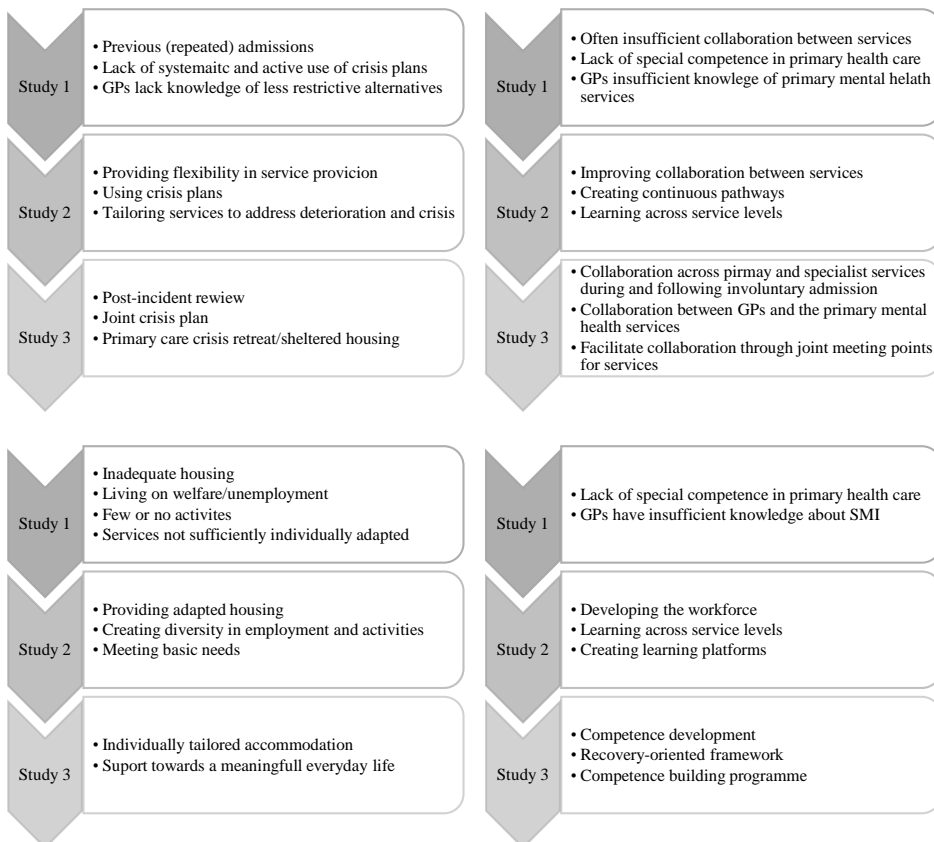 Study 1
• Previous (repeated) admissions
• Lack of systemaitc and active use of crisis plans
• GPs lack knowledge of less restrictive alternatives
Study 2
• Providing flexibility in service provicion
• Using crisis plans
• Tailoring services to address deterioration and crisis
Study 3
• Post-incident rewiew
• Joint crisis plan
• Primary care crisis retreat/sheltered housing
Study 1
• Often insufficient collaboration between services
• Lack of special competence in primary health care
• GPs insufficient knowlege of primary mental helath
services
Study 2
• Improving collaboration between services
• Creating continuous pathways
• Learning across service levels
Study 3
• Collaboration across pirmay and specialist services
during and following involuntary admission
• Collaboration between GPs and the primary mental
health services
• Facilitate collaboration through joint meeting points
for services
Study 1
• Inadequate housing
• Living on welfare/unemployment
• Few or no activites
• Services not sufficiently individually adapted
Study 2
• Providing adapted housing
• Creating diversity in employment and activities
• Meeting basic needs
Study 3
• Individually tailored accommodation
• Suport towards a meaningfull everyday life
Study 1
• Lack of special competence in primary health care
• GPs have insufficient knowledge about SMI
Study 2
• Developing the workforce
• Learning across service levels
• Creating learning platforms
Study 3
• Competence development
• Recovery-oriented framework
• Competence building programme